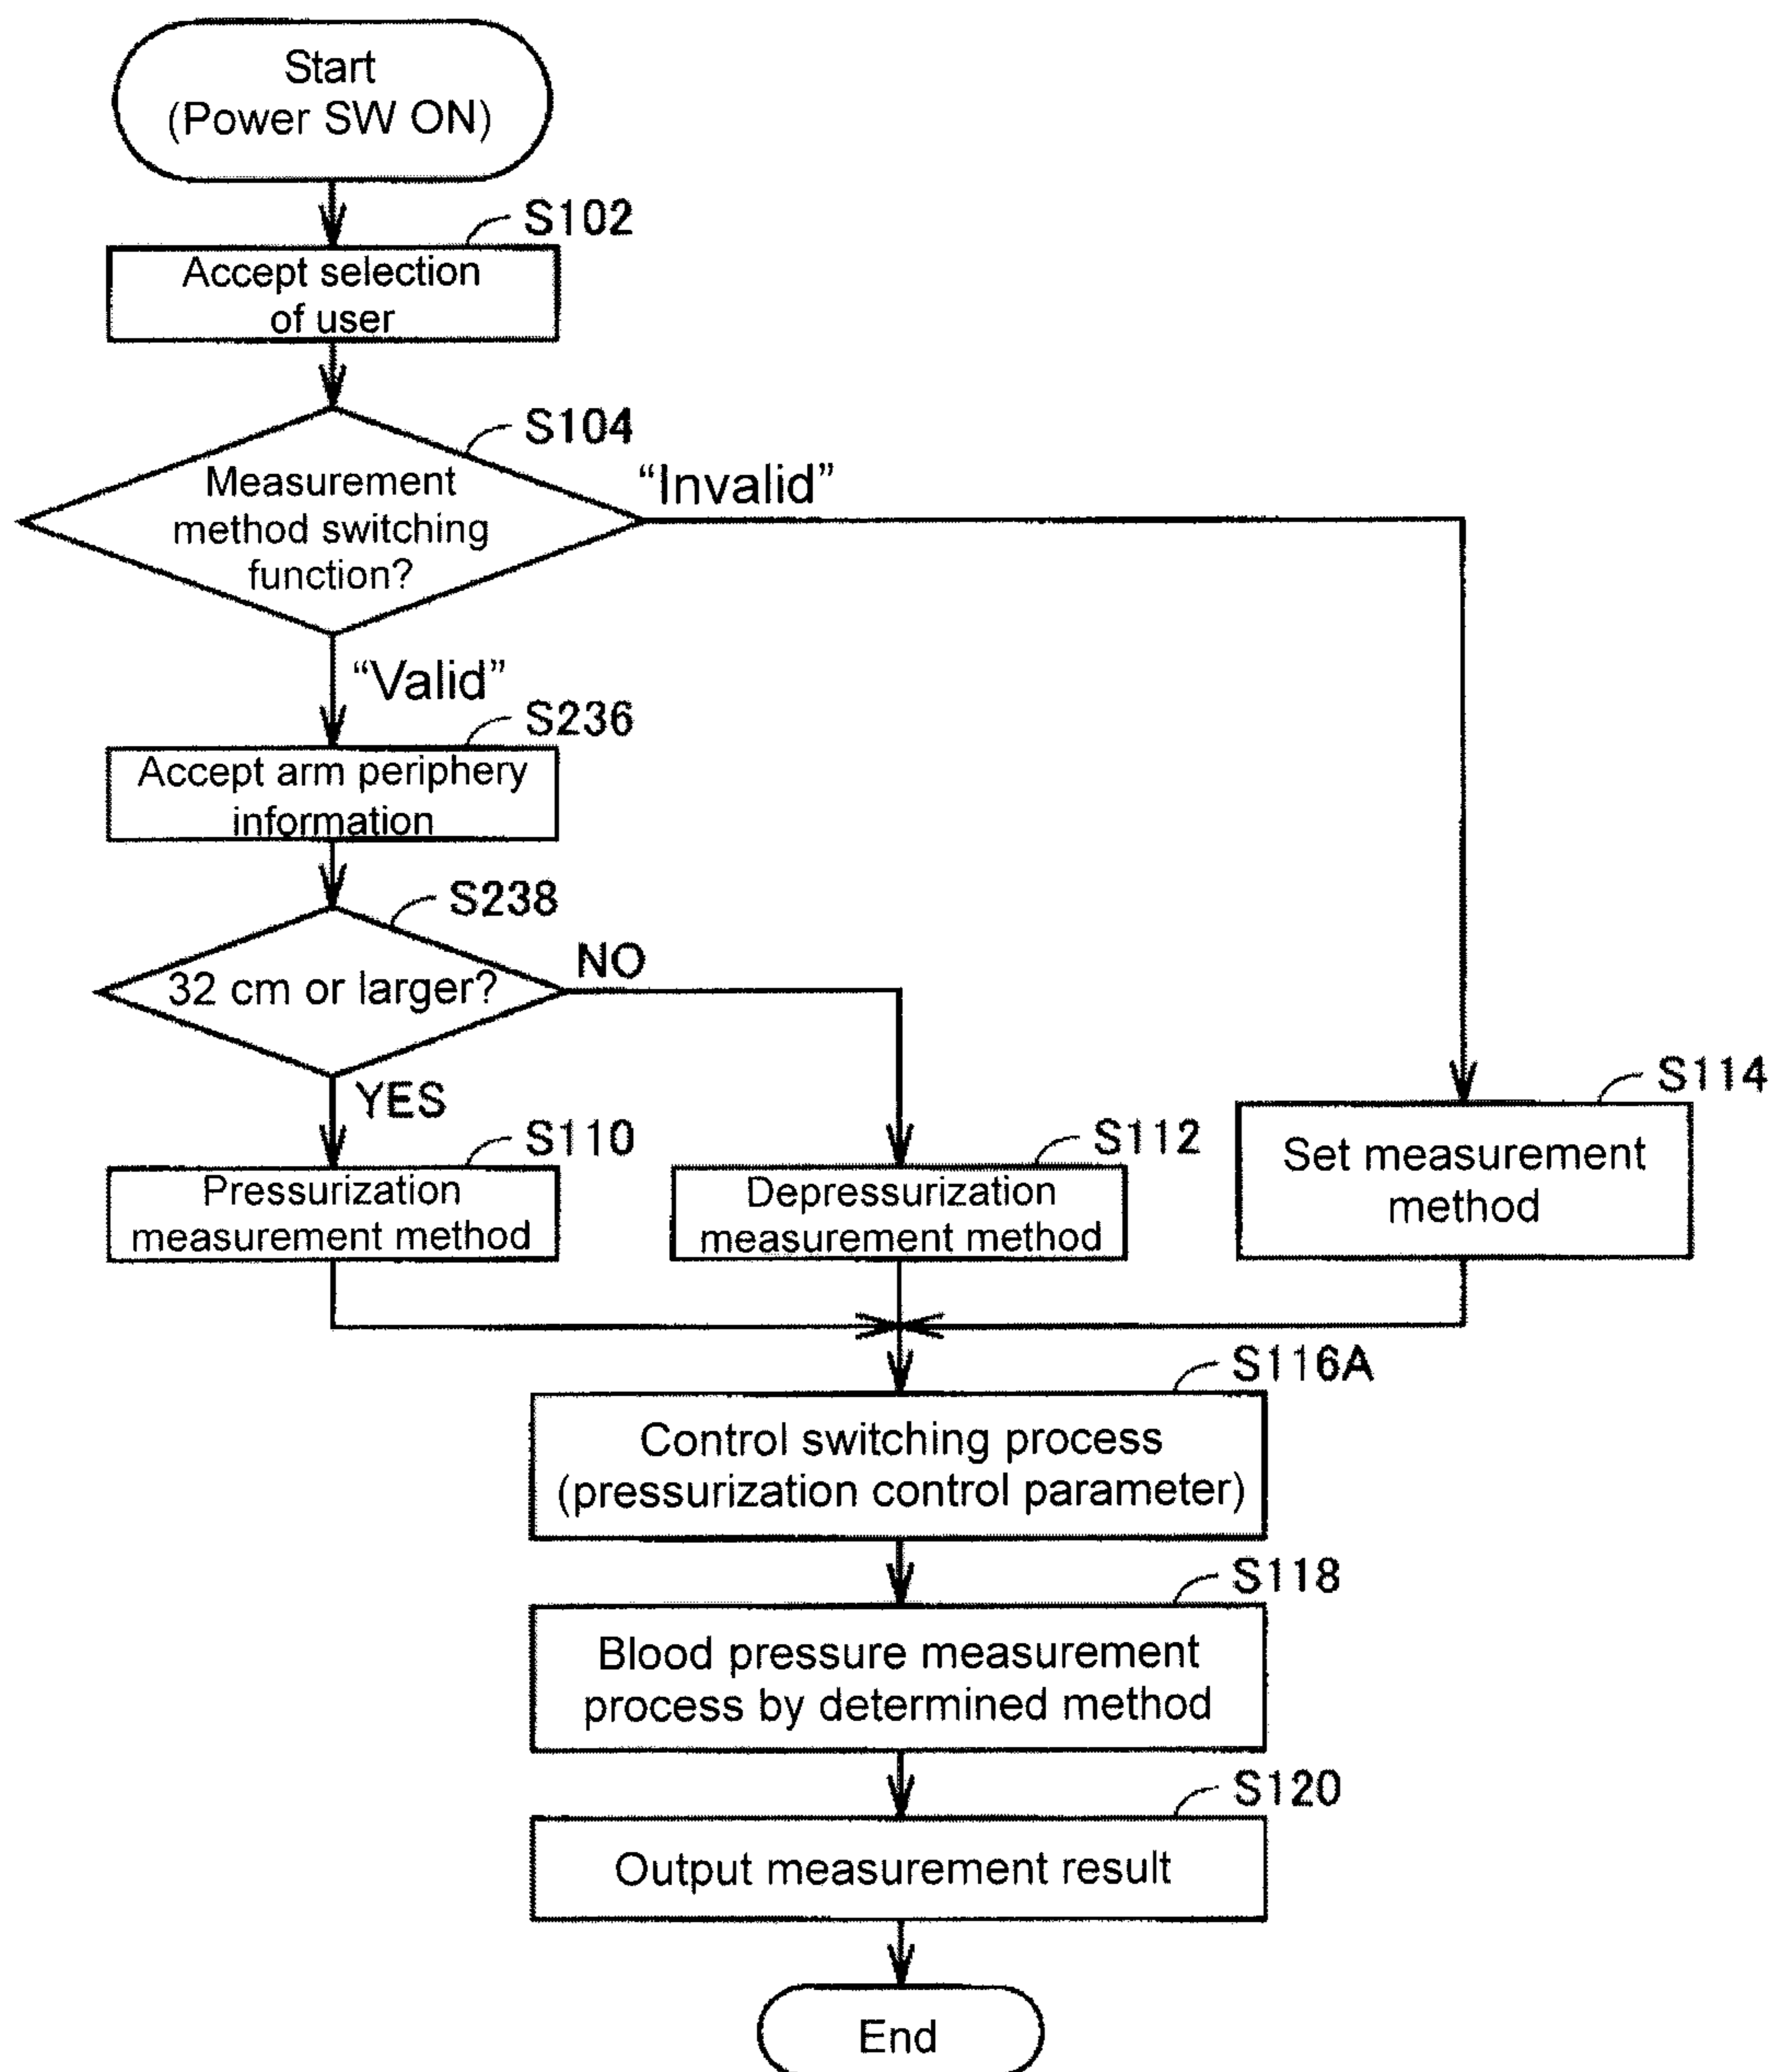 Start
(Power SW ON)
S102
Accept selection
of user
S104
Measurement
method switching
function?
“Invalid”
“Valid”
S236
Accept arm periphery
information
S238
32 cm or larger?
NO
YES
S110
Pressurization
measurement method
S112
Depressurization
measurement method
S114
Set measurement
method
S116A
Control switching process
(pressurization control parameter)
S118
Blood pressure measurement
process by determined method
S120
Output measurement result
End